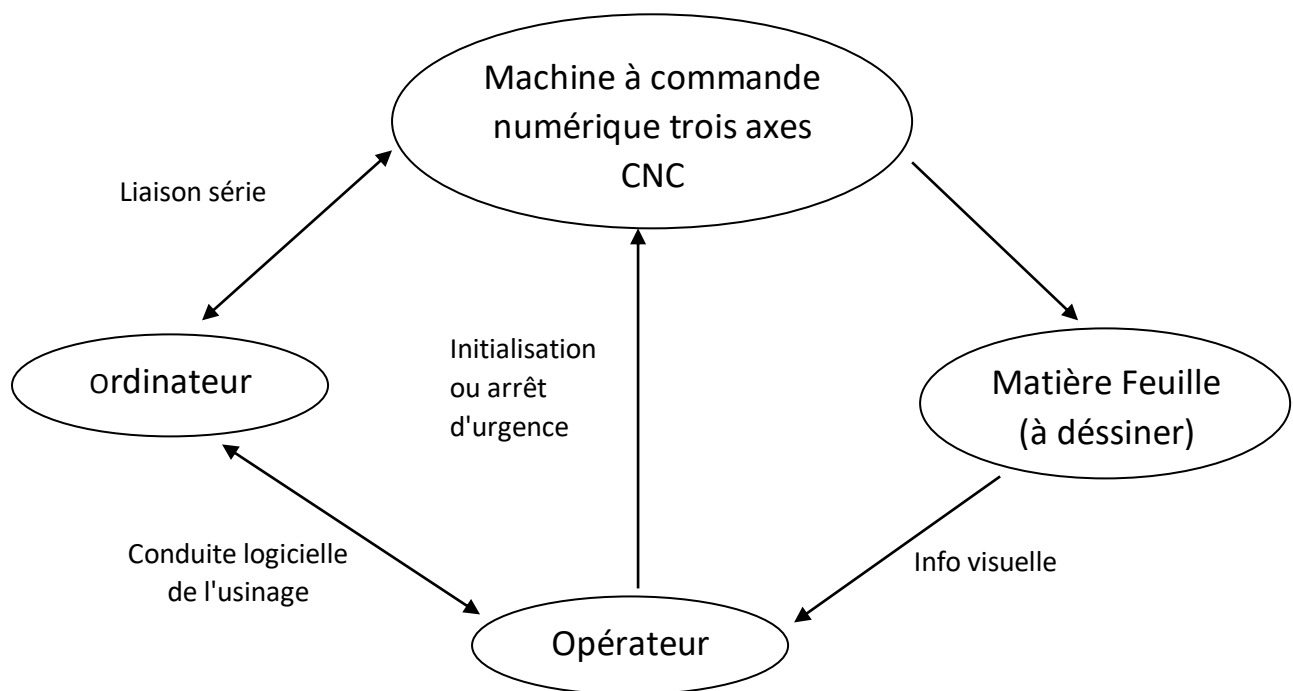 Machine à commande
numérique trois axes
CNC
Liaison série
ordinateur
Initialisation
ou arrêt
d'urgence
Matière Feuille
(à déssiner)
Conduite logicielle
de l'usinage
Info visuelle
Opérateur